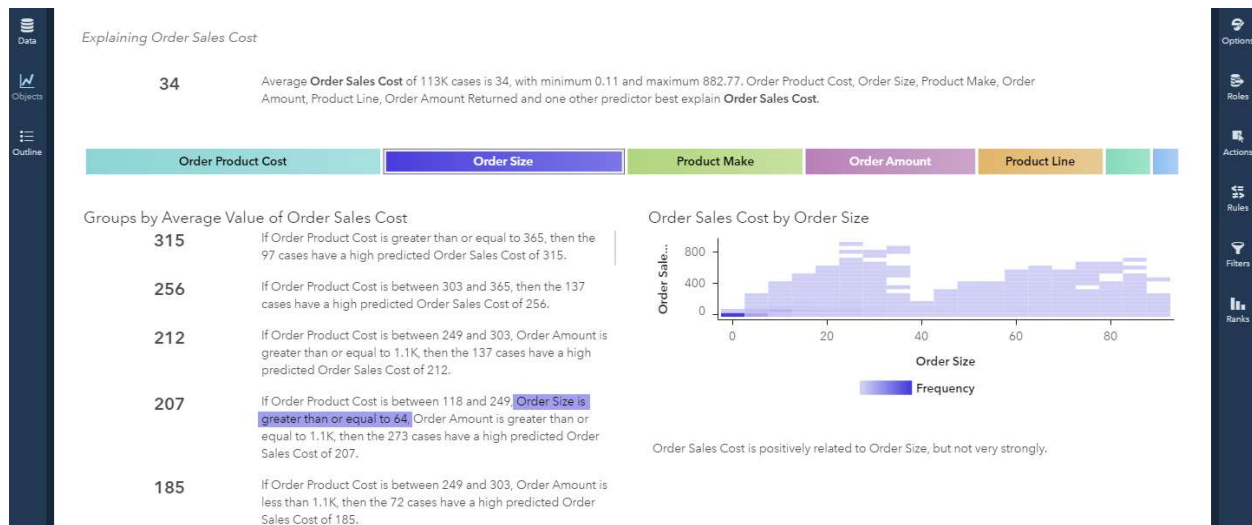 Data
Objects
Outline
Explaining Order Sales Cost
34
Average Order Sales Cost of 113K cases is 34, with minimum 0.11 and maximum 882.77. Order Product Cost, Order Size, Product Make, Order
Amount, Product Line, Order Amount Returned and one other predictor best explain Order Sales Cost.
Order Product Cost
Order Size
Product Make
Order Amount
Product Line
Groups by Average Value of Order Sales Cost
315
If Order Product Cost is greater than or equal to 365, then the
97 cases have a high predicted Order Sales Cost of 315.
256
If Order Product Cost is between 303 and 365, then the 137
cases have a high predicted Order Sales Cost of 256.
212
If Order Product Cost is between 249 and 303, Order Amount is
greater than or equal to 1.1K, then the 137 cases have a high
predicted Order Sales Cost of 212.
207
If Order Product Cost is between 118 and 249, Order Size is
greater than or equal to 64, Order Amount is greater than or
equal to 1.1K, then the 273 cases have a high predicted Order
Sales Cost of 207.
185
If Order Product Cost is between 249 and 303, Order Amount is
less than 1.1K, then the 72 cases have a high predicted Order
Sales Cost of 185.
Order Sales Cost by Order Size
Order Sale...
800
400
0
0 20 40 60 80
Order Size
Frequency
Order Sales Cost is positively related to Order Size, but not very strongly.
Options
Roles
Actions
Rules
Filters
Ranks